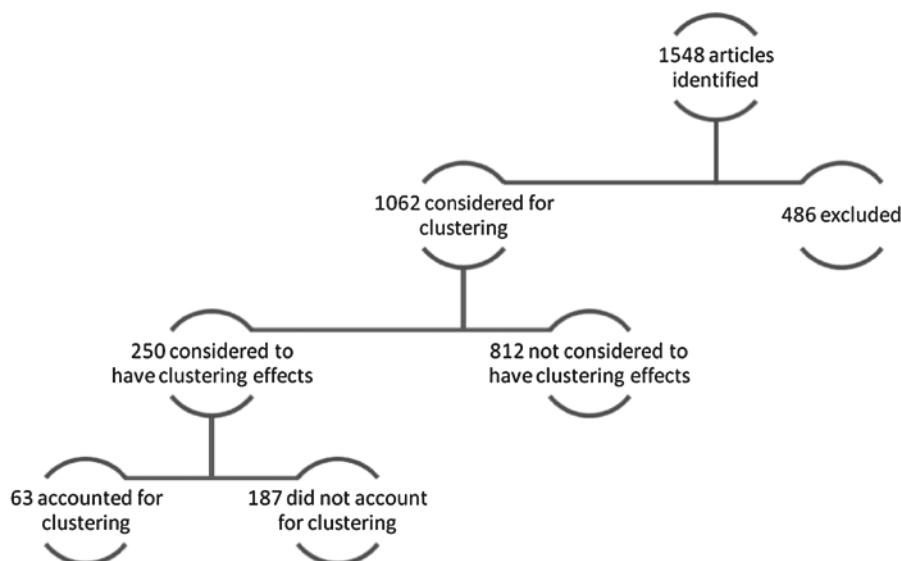 1548 articles
identified
1062 considered for
clustering
486 excluded
250 considered to
have clustering effects
812 not considered to
have clustering effects
63 accounted for
clustering
187 did not account
for clustering